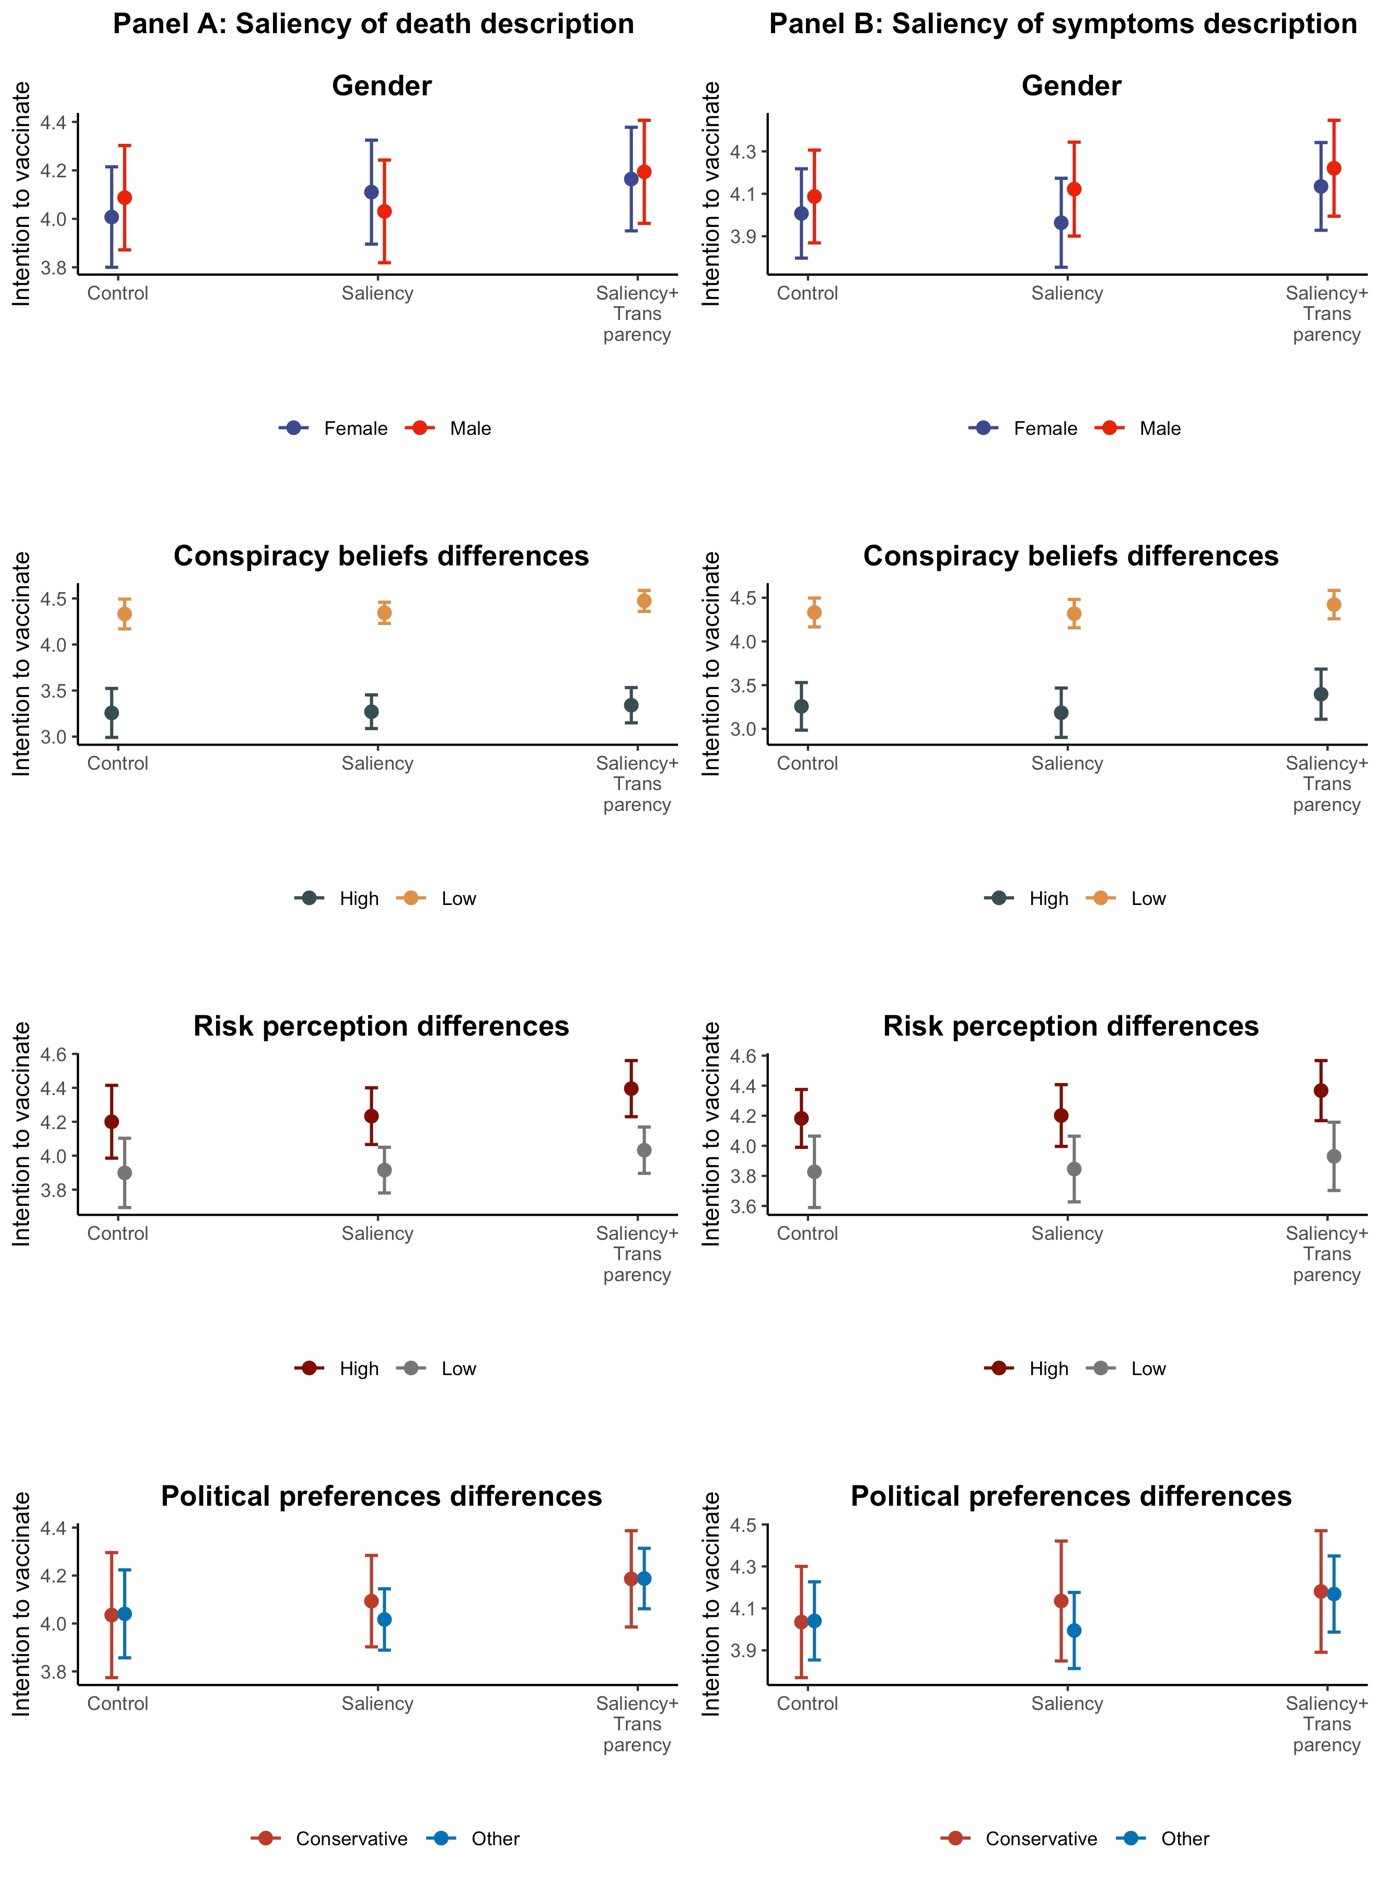 Panel A: Saliency of death description
Gender
Intention to vaccinate
4.4
4.2
4.0
3.8
Control
Saliency
Saliency+
Trans
parency
Female
Male
Conspiracy beliefs differences
Intention to vaccinate
4.5
4.0
3.5
3.0
Control
Saliency
Saliency+
Trans
parency
High
Low
Risk perception differences
Intention to vaccinate
4.6
4.4
4.2
4.0
3.8
Control
Saliency
Saliency+
Trans
parency
High
Low
Political preferences differences
Intention to vaccinate
4.4
4.2
4.0
3.8
Control
Saliency
Saliency+
Trans
parency
Conservative
Other
Panel B: Saliency of symptoms description
Gender
Intention to vaccinate
4.3
4.1
3.9
Control
Saliency
Saliency+
Trans
parency
Female
Male
Conspiracy beliefs differences
Intention to vaccinate
4.5
4.0
3.5
3.0
Control
Saliency
Saliency+
Trans
parency
High
Low
Risk perception differences
Intention to vaccinate
4.6
4.4
4.2
4.0
3.8
3.6
Control
Saliency
Saliency+
Trans
parency
High
Low
Political preferences differences
Intention to vaccinate
4.5
4.3
4.1
3.9
Control
Saliency
Saliency+
Trans
parency
Conservative
Other